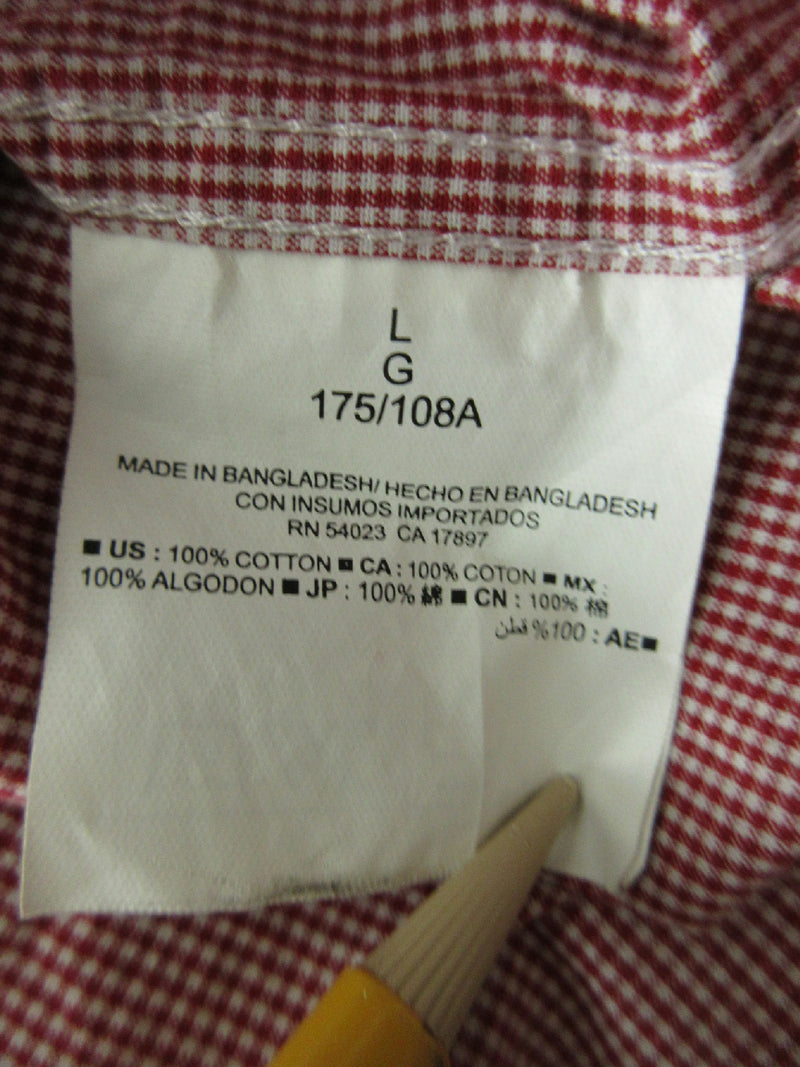 L
G
175/108A
MADE IN BANGLADESH/ HECHO EN BANGLADESH
CON INSUMOS IMPORTADOS
RN 54023 CA 17897
■ US : 100% COTTON ■ CA : 100% COTON ■ MX :
100% ALGODON ■ JP : 100% 綿 ■ CN : 100% 棉
■ AE : 100% قطن